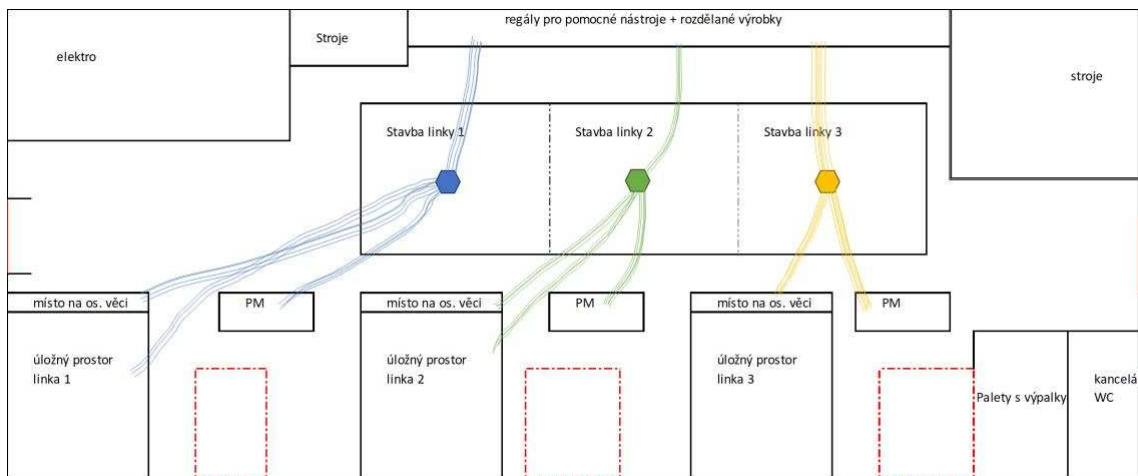 regály pro pomocné nástroje + rozdělané výrobky
Stroje
elektro
stroje
Stavba linky 1
Stavba linky 2
Stavba linky 3
místo na os. věci
PM
místo na os. věci
PM
místo na os. věci
PM
úložný prostor
linka 1
úložný prostor
linka 2
úložný prostor
linka 3
Palety s výpalky
kancelá
WC